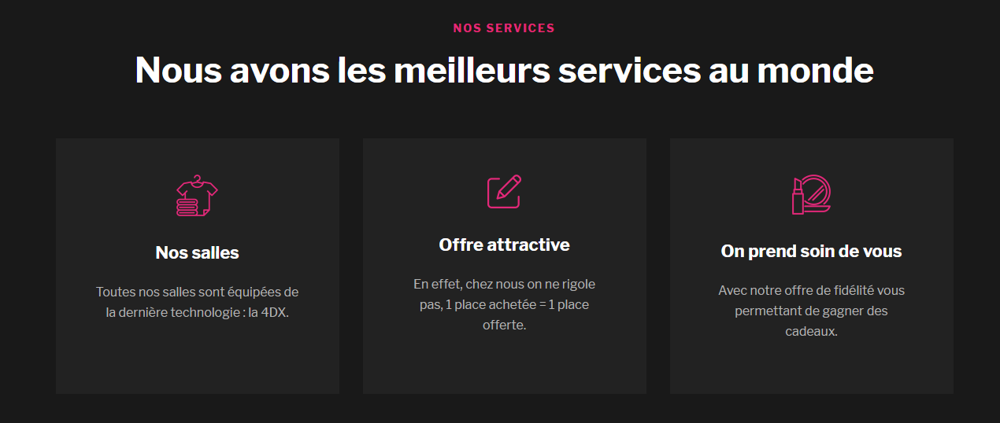 NOS SERVICES
Nous avons les meilleurs services au monde
Nos salles
Toutes nos salles sont équipées de
la dernière technologie : la 4DX.
Offre attractive
En effet, chez nous on ne rigole
pas, 1 place achetée = 1 place
offerte.
On prend soin de vous
Avec notre offre de fidélité vous
permettant de gagner des
cadeaux.